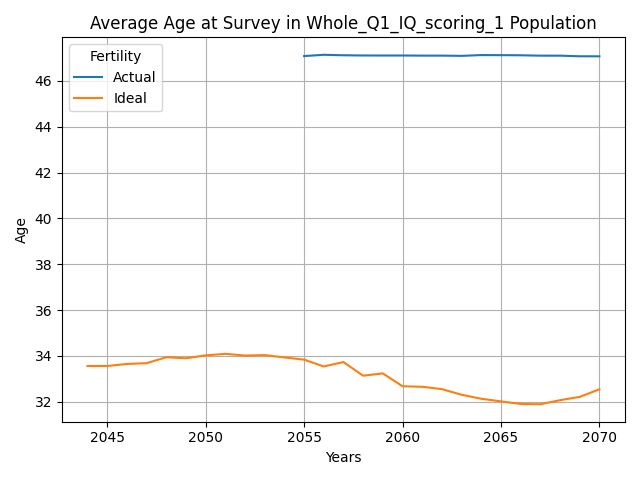 Average Age at Survey in Whole_Q1_IQ_scoring_1 Population
Fertility
Actual
Ideal
46
44
42
40
38
36
34
32
Age
2045 2050 2055 2060 2065 2070
Years